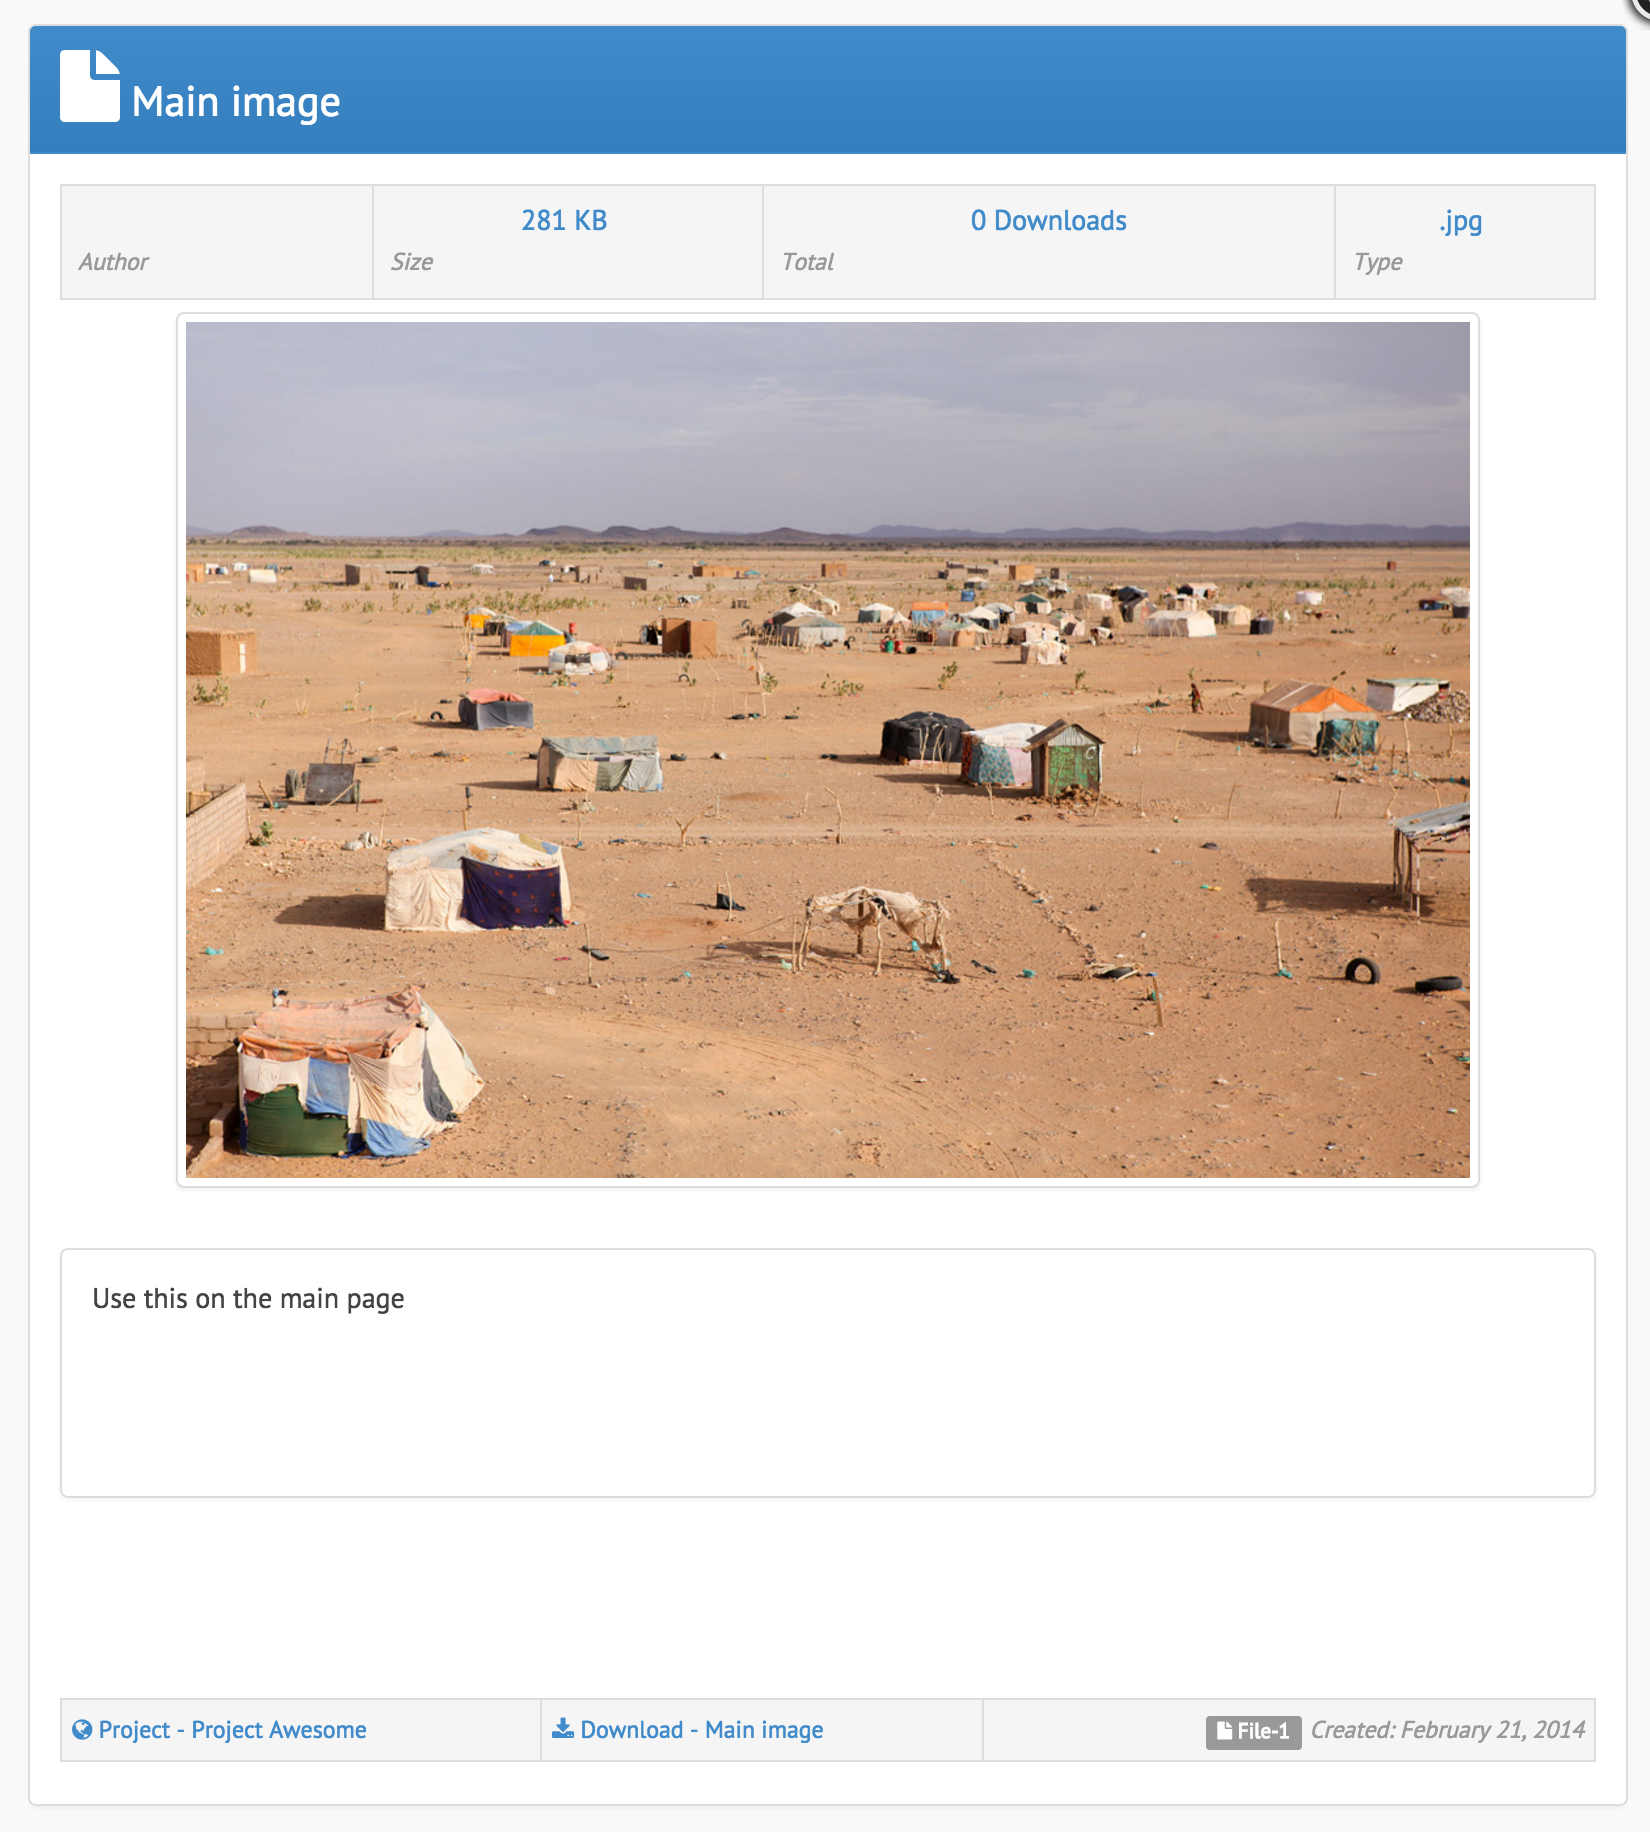 Main image
281 KB
0 Downloads
.jpg
Author
Size
Total
Type
Use this on the main page
Project - Project Awesome
Download - Main image
File-1 Created: February 21, 2014